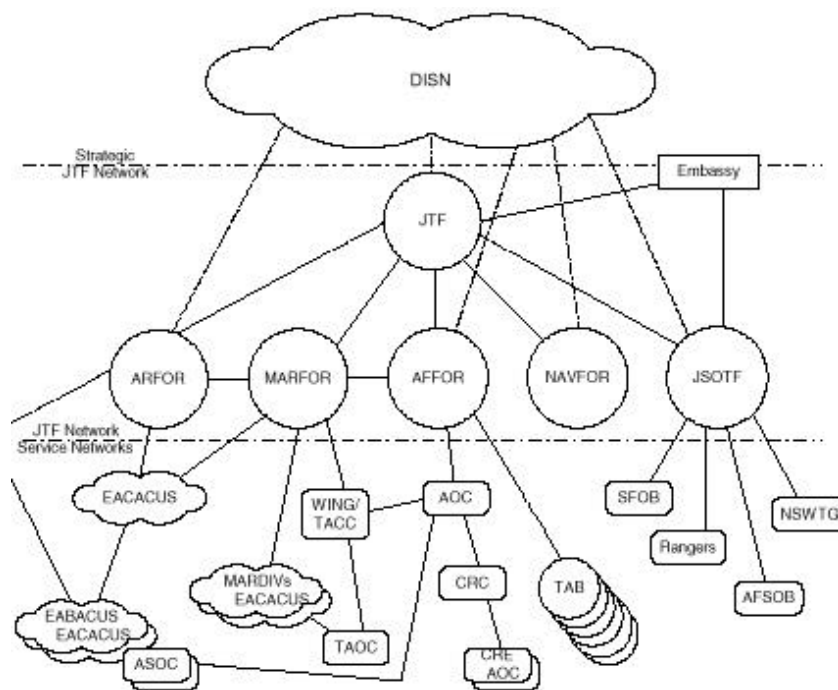 DISN
Strategic
JTF Network
Embassy
JTF
ARFOR
MARFOR
AFFOR
NAVFOR
JSOTF
JTF Network
Service Networks
EACACUS
WING/
TACC
AOC
SFOB
NSWTG
Rangers
MARDIVs
EACACUS
CRC
TAB
AFSOB
EABACUS
EACACUS
TAOC
ASOC
CRE
AOC